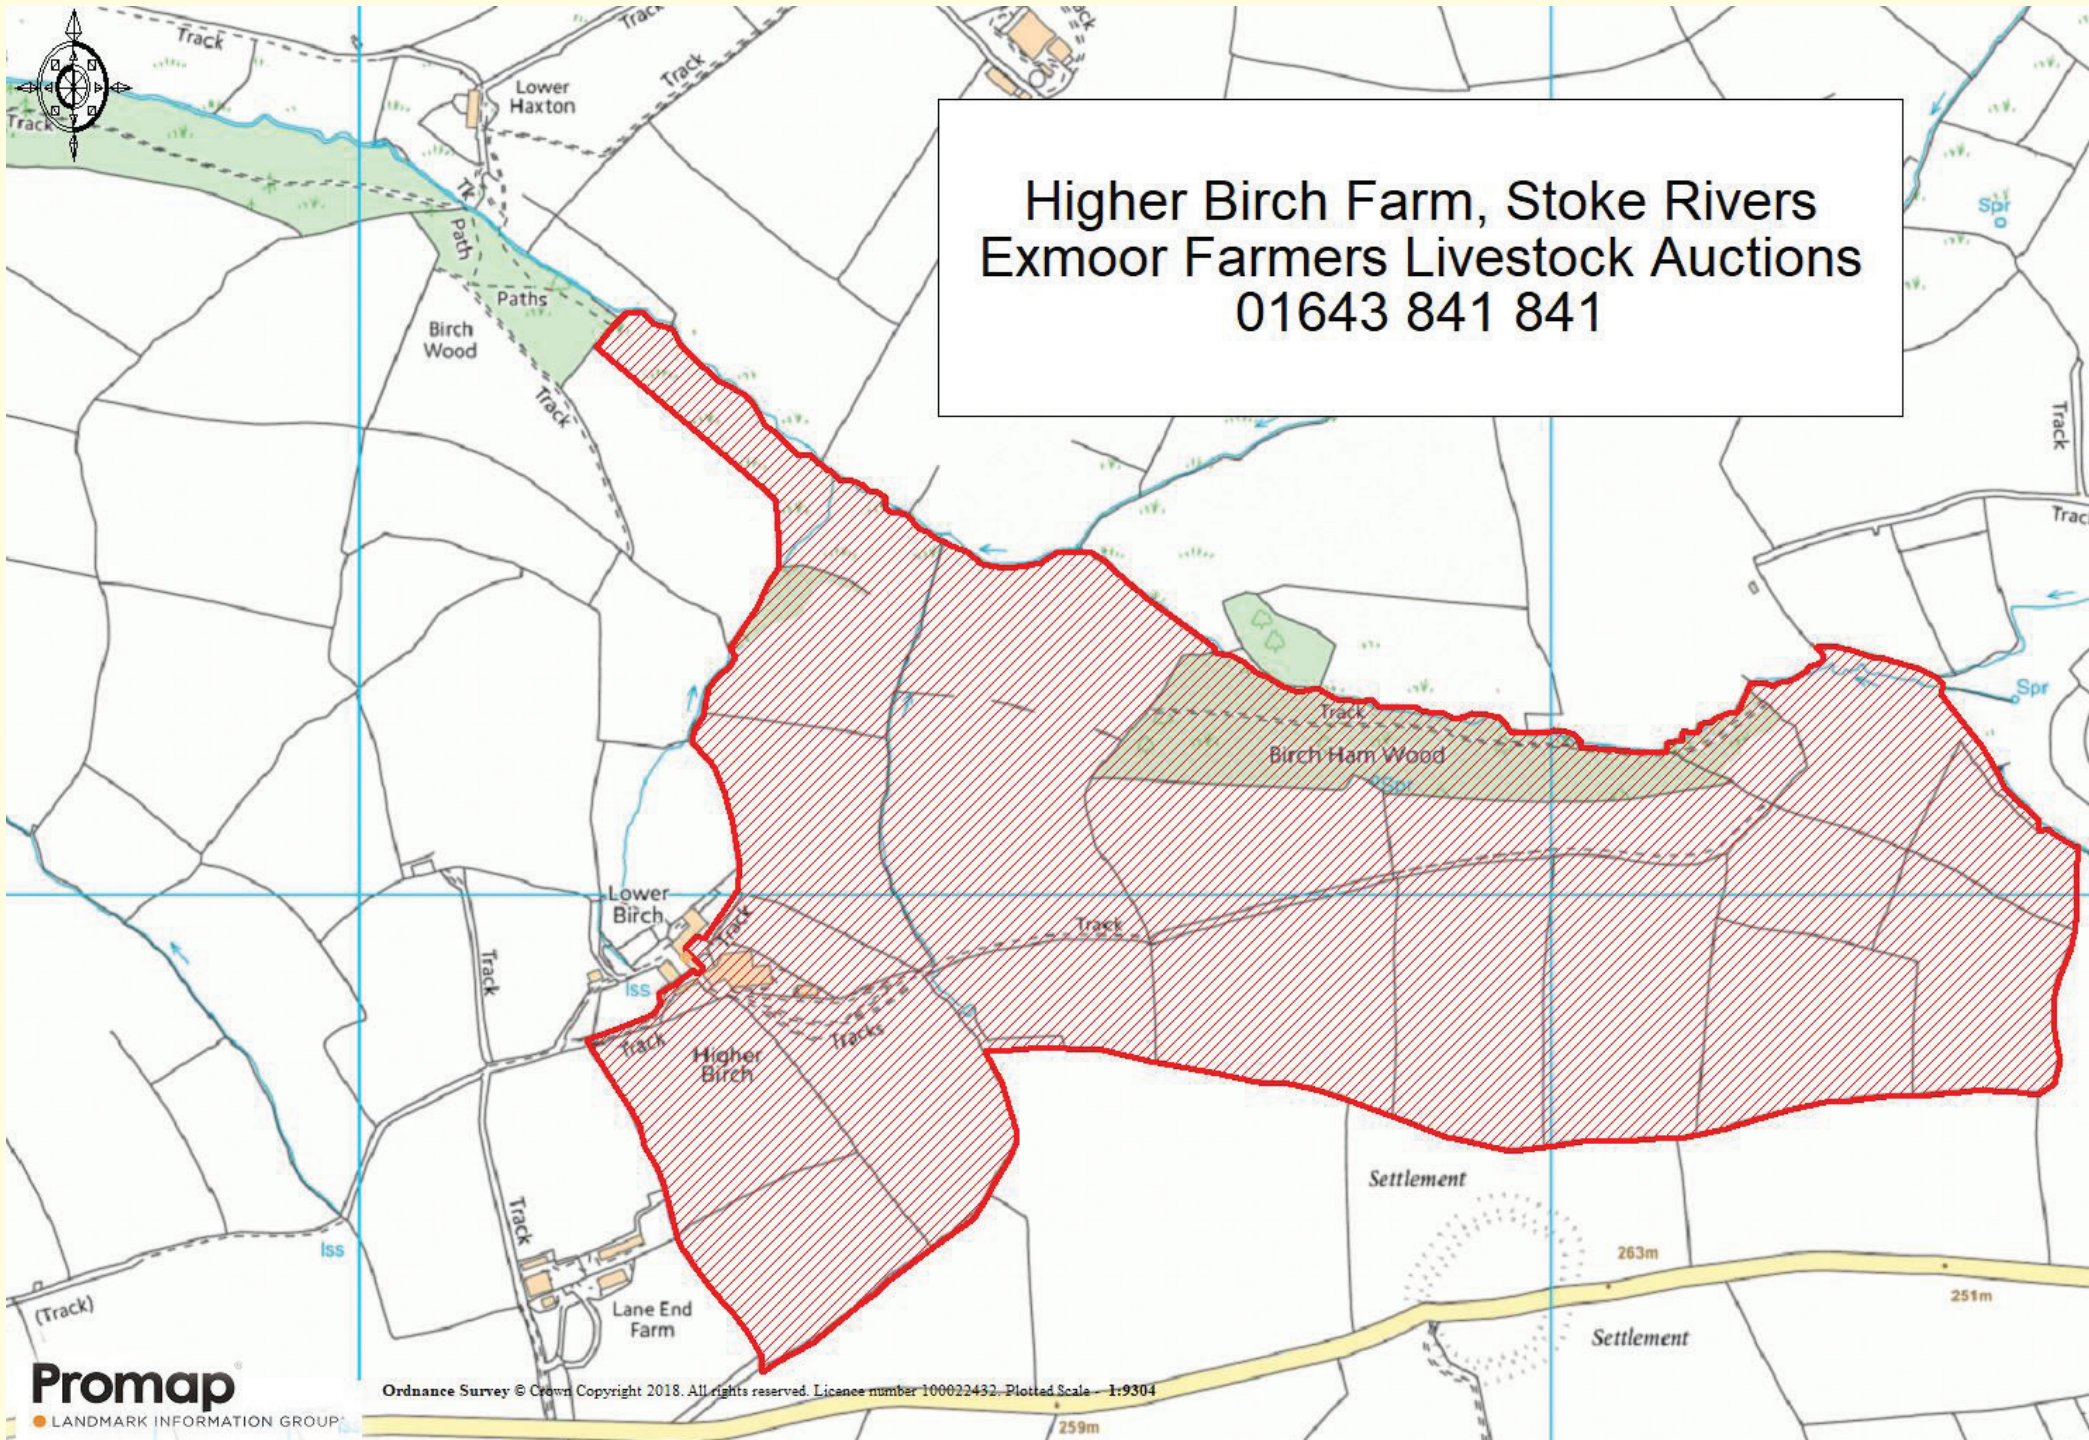 Track
Track
Track
Track
Lower
Haxton
Tk
Path
Paths
Birch
Wood
Track
Higher Birch Farm, Stoke Rivers
Exmoor Farmers Livestock Auctions
01643 841 841
Spr
Track
Spr
Track
Birch Ham Wood
Spr
Lower
Birch
Track
Track
Track
Iss
Track
Tracks
Higher
Birch
Track
Iss
(Track)
Lane End
Farm
Settlement
263m
251m
Settlement
259m
Promap
LANDMARK INFORMATION GROUP
Ordnance Survey © Crown Copyright 2018. All rights reserved. Licence number 100022432. Plotted Scale - 1:9304